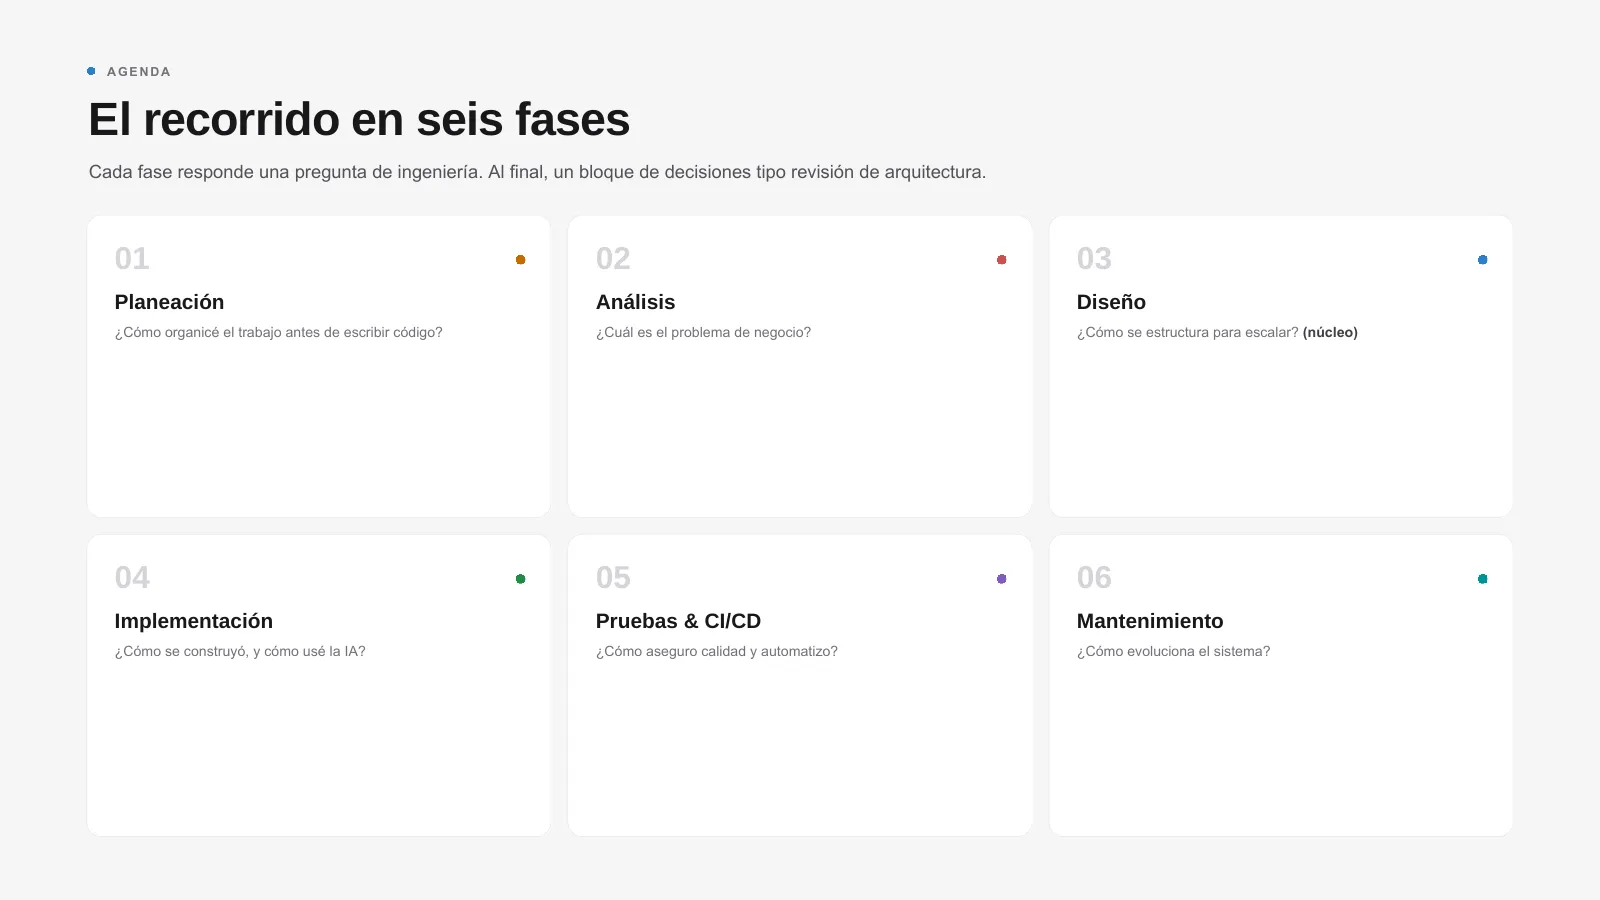 AGENDA
El recorrido en seis fases
Cada fase responde una pregunta de ingeniería. Al final, un bloque de decisiones tipo revisión de arquitectura.
01
Planeación
¿Cómo organicé el trabajo antes de escribir código?
02
Análisis
¿Cuál es el problema de negocio?
03
Diseño
¿Cómo se estructura para escalar? (núcleo)
04
Implementación
¿Cómo se construyó, y cómo usé la IA?
05
Pruebas & CI/CD
¿Cómo aseguro calidad y automatizo?
06
Mantenimiento
¿Cómo evoluciona el sistema?